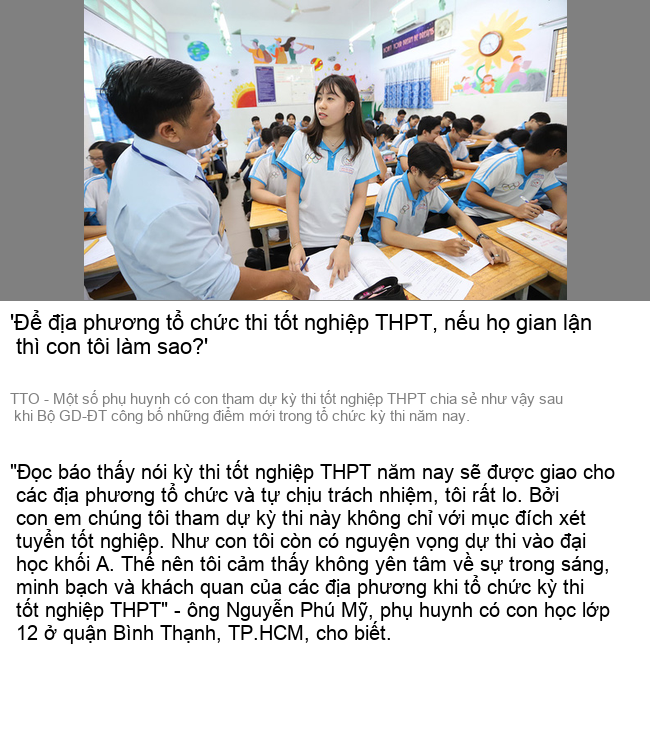 'Để địa phương tổ chức thi tốt nghiệp THPT, nếu họ gian lận
thì con tôi làm sao?'
TTO - Một số phụ huynh có con tham dự kỳ thi tốt nghiệp THPT chia sẻ như vậy sau
khi Bộ GD-ĐT công bố những điểm mới trong tổ chức kỳ thi năm nay.
"Đọc báo thấy nói kỳ thi tốt nghiệp THPT năm nay sẽ được giao cho
các địa phương tổ chức và tự chịu trách nhiệm, tôi rất lo. Bởi
con em chúng tôi tham dự kỳ thi này không chỉ với mục đích xét
tuyển tốt nghiệp. Như con tôi còn có nguyện vọng dự thi vào đại
học khối A. Thế nên tôi cảm thấy không yên tâm về sự trong sáng,
minh bạch và khách quan của các địa phương khi tổ chức kỳ thi
tốt nghiệp THPT" - ông Nguyễn Phú Mỹ, phụ huynh có con học lớp
12 ở quận Bình Thạnh, TP.HCM, cho biết.